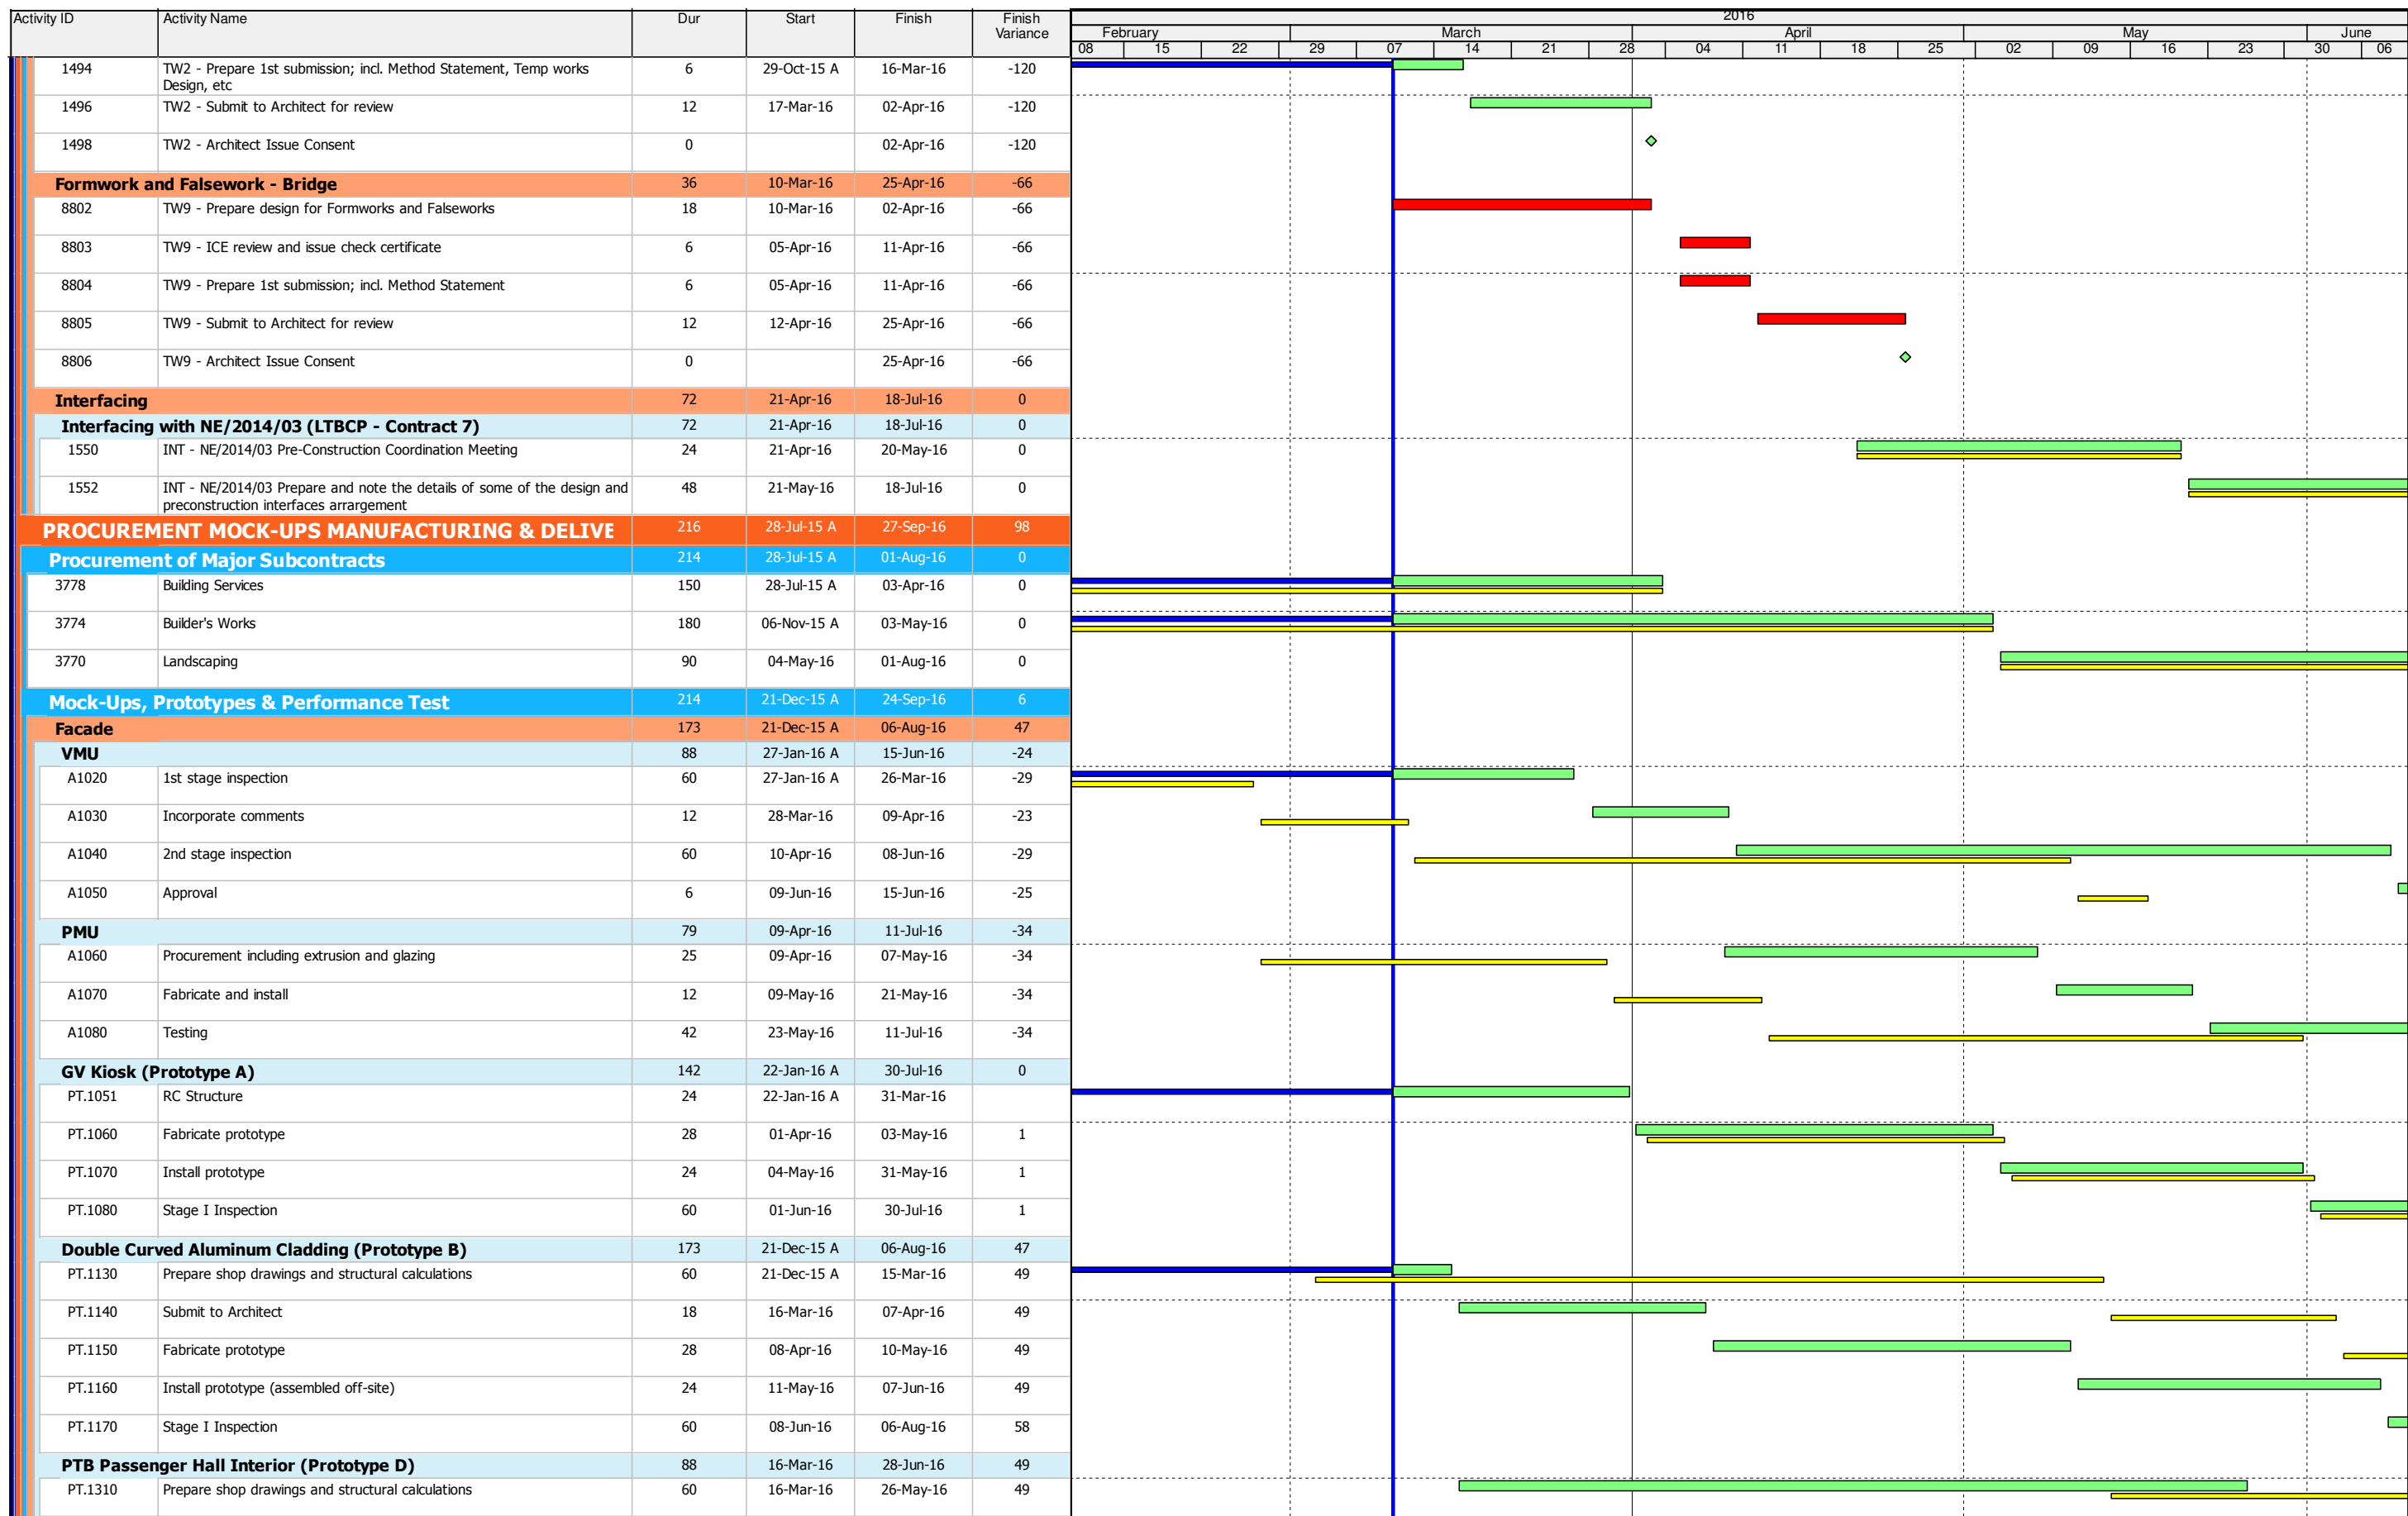 Activity ID Activity Name Dur Start Finish Finish Variance 2016
February March April May June
08 15 22 29 07 14 21 28 04 11 18 25 02 09 16 23 30 06
1494 TW2 - Prepare 1st submission; incl. Method Statement, Temp works 6 29-Oct-15 A 16-Mar-16 -120
Design, etc
1496 TW2 - Submit to Architect for review 12 17-Mar-16 02-Apr-16 -120
1498 TW2 - Architect Issue Consent 0 02-Apr-16 -120
Formwork and Falsework - Bridge 36 10-Mar-16 25-Apr-16 -66
8802 TW9 - Prepare design for Formworks and Falseworks 18 10-Mar-16 02-Apr-16 -66
8803 TW9 - ICE review and issue check certificate 6 05-Apr-16 11-Apr-16 -66
8804 TW9 - Prepare 1st submission; incl. Method Statement 6 05-Apr-16 11-Apr-16 -66
8805 TW9 - Submit to Architect for review 12 12-Apr-16 25-Apr-16 -66
8806 TW9 - Architect Issue Consent 0 25-Apr-16 -66
Interfacing 72 21-Apr-16 18-Jul-16 0
Interfacing with NE/2014/03 (LTBCP - Contract 7) 72 21-Apr-16 18-Jul-16 0
1550 INT - NE/2014/03 Pre-Construction Coordination Meeting 24 21-Apr-16 20-May-16 0
1552 INT - NE/2014/03 Prepare and note the details of some of the design and 48 21-May-16 18-Jul-16 0
preconstruction interfaces arrargement
PROCUREMENT MOCK-UPS MANUFACTURING & DELIVE 216 28-Jul-15 A 27-Sep-16 98
Procurement of Major Subcontracts 214 28-Jul-15 A 01-Aug-16 0
3778 Building Services 150 28-Jul-15 A 03-Apr-16 0
3774 Builder's Works 180 06-Nov-15 A 03-May-16 0
3770 Landscaping 90 04-May-16 01-Aug-16 0
Mock-Ups, Prototypes & Performance Test 214 21-Dec-15 A 24-Sep-16 6
Facade 173 21-Dec-15 A 06-Aug-16 47
VMU 88 27-Jan-16 A 15-Jun-16 -24
A1020 1st stage inspection 60 27-Jan-16 A 26-Mar-16 -29
A1030 Incorporate comments 12 28-Mar-16 09-Apr-16 -23
A1040 2nd stage inspection 60 10-Apr-16 08-Jun-16 -29
A1050 Approval 6 09-Jun-16 15-Jun-16 -25
PMU 79 09-Apr-16 11-Jul-16 -34
A1060 Procurement including extrusion and glazing 25 09-Apr-16 07-May-16 -34
A1070 Fabricate and install 12 09-May-16 21-May-16 -34
A1080 Testing 42 23-May-16 11-Jul-16 -34
GV Kiosk (Prototype A) 142 22-Jan-16 A 30-Jul-16 0
PT.1051 RC Structure 24 22-Jan-16 A 31-Mar-16
PT.1060 Fabricate prototype 28 01-Apr-16 03-May-16 1
PT.1070 Install prototype 24 04-May-16 31-May-16 1
PT.1080 Stage I Inspection 60 01-Jun-16 30-Jul-16 1
Double Curved Aluminum Cladding (Prototype B) 173 21-Dec-15 A 06-Aug-16 47
PT.1130 Prepare shop drawings and structural calculations 60 21-Dec-15 A 15-Mar-16 49
PT.1140 Submit to Architect 18 16-Mar-16 07-Apr-16 49
PT.1150 Fabricate prototype 28 08-Apr-16 10-May-16 49
PT.1160 Install prototype (assembled off-site) 24 11-May-16 07-Jun-16 49
PT.1170 Stage I Inspection 60 08-Jun-16 06-Aug-16 58
PTB Passenger Hall Interior (Prototype D) 88 16-Mar-16 28-Jun-16 49
PT.1310 Prepare shop drawings and structural calculations 60 16-Mar-16 26-May-16 49